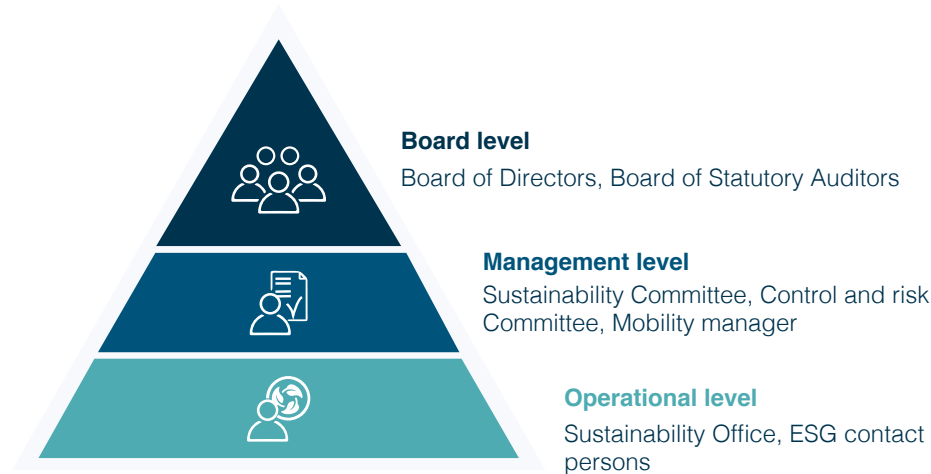 Board level
Board of Directors, Board of Statutory Auditors
Management level
Sustainability Committee, Control and risk
Committee, Mobility manager
Operational level
Sustainability Office, ESG contact
persons